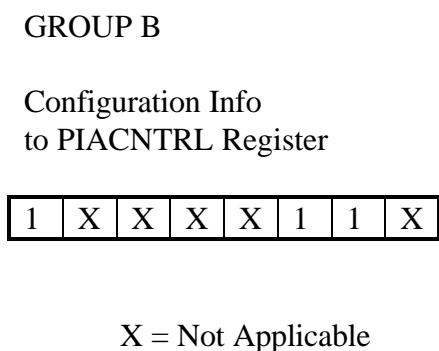 GROUP B
Configuration Info
to PIACNTRL Register
1 X X X X 1 1 X
X = Not Applicable